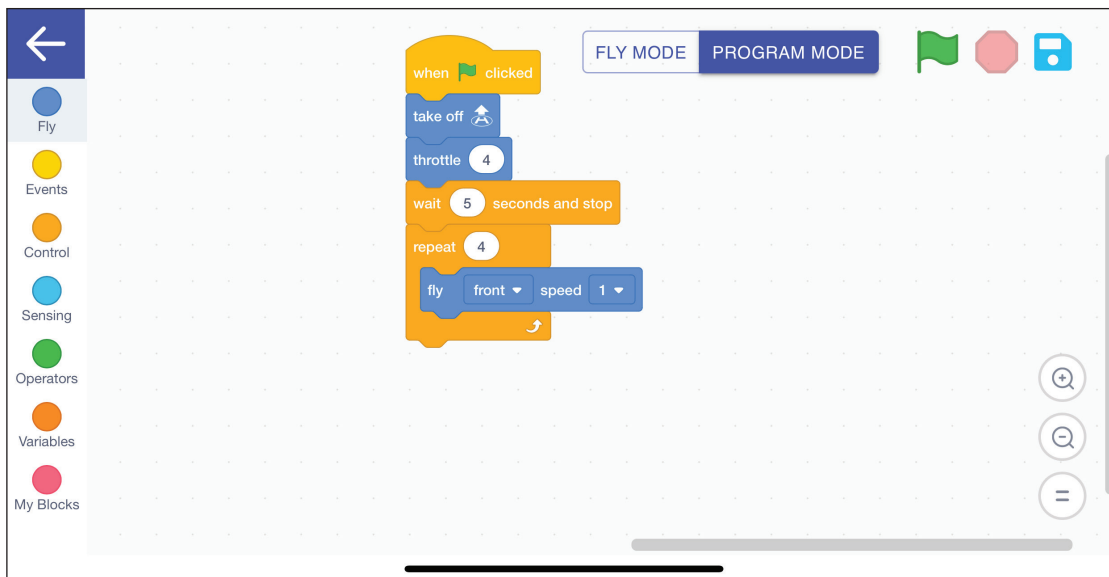 FLY MODE PROGRAM MODE
Fly
Events
Control
Sensing
Operators
Variables
My Blocks
when clicked
take off
throttle 4
wait 5 seconds and stop
repeat 4
fly front speed 1